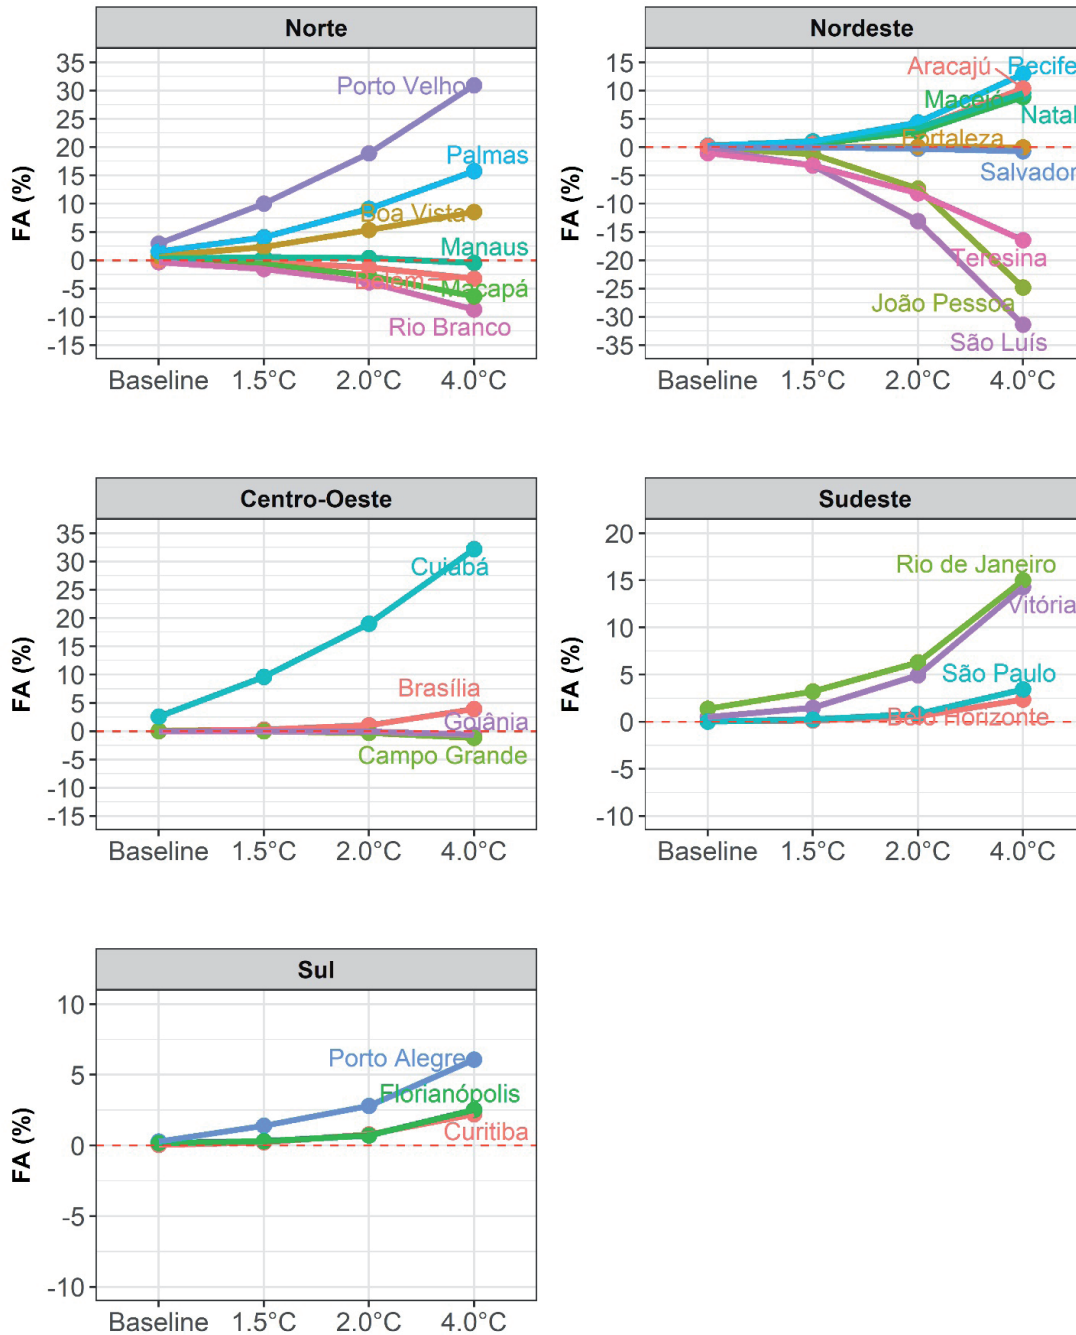 Norte
FA (%)
35
30
25
20
15
10
5
0
-5
-10
-15
Porto Velho
Palmas
Boa Vista
Manaus
Belém
Macapá
Rio Branco
Baseline 1.5°C 2.0°C 4.0°C
Nordeste
FA (%)
15
10
5
0
-5
-10
-15
-20
-25
-30
-35
Recife
Aracajú
Maceió
Natal
Fortaleza
Salvador
Teresina
João Pessoa
São Luís
Baseline 1.5°C 2.0°C 4.0°C
Centro-Oeste
FA (%)
35
30
25
20
15
10
5
0
-5
-10
-15
Cuiabá
Brasília
Goiânia
Campo Grande
Baseline 1.5°C 2.0°C 4.0°C
Sudeste
FA (%)
20
15
10
5
0
-5
-10
Rio de Janeiro
Vitória
São Paulo
Belo Horizonte
Baseline 1.5°C 2.0°C 4.0°C
Sul
FA (%)
10
5
0
-5
-10
Porto Alegre
Florianópolis
Curitiba
Baseline 1.5°C 2.0°C 4.0°C